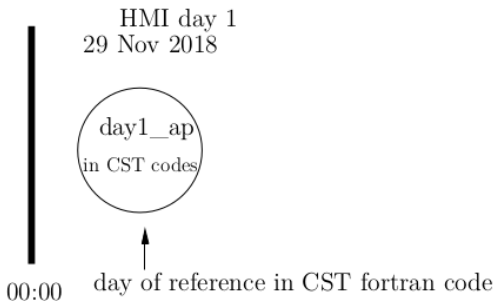 HMI day 1
29 Nov 2018
day1_ap
in CST codes
00:00
day of reference in CST fortran code